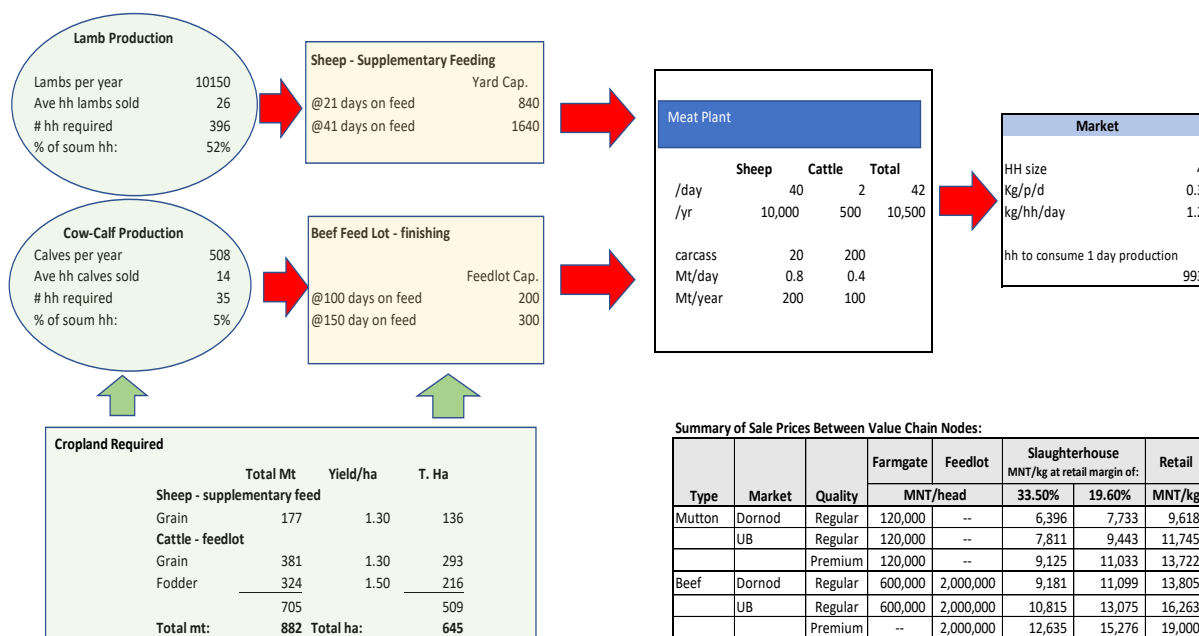 Lamb Production
Lambs per year 10150
Ave hh lambs sold 26
# hh required 396
% of soum hh: 52%
Sheep - Supplementary Feeding
Yard Cap.
@21 days on feed 840
@41 days on feed 1640
Meat Plant
Sheep Cattle Total
/day 40 2 42
/yr 10,000 500 10,500
carcass 20 200
Mt/day 0.8 0.4
Mt/year 200 100
Market
HH size
Kg/p/d 0.3
kg/hh/day 1.2
hh to consume 1 day production
993
Cow-Calf Production
Calves per year 508
Ave hh calves sold 14
# hh required 35
% of soum hh: 5%
Beef Feed Lot - finishing
Feedlot Cap.
@100 days on feed 200
@150 day on feed 300
Cropland Required
Total Mt Yield/ha T. Ha
Sheep - supplementary feed
Grain 177 1.30 136
Cattle - feedlot
Grain 381 1.30 293
Fodder 324 1.50 216
705 509
Total mt: 882 Total ha: 645
Summary of Sale Prices Between Value Chain Nodes:
Type Market Quality Farmgate Feedlot Slaughterhouse Retail
MNT/kg at retail margin of:
MNT/head 33.50% 19.60% MNT/kg
Mutton Dornod Regular 120,000 -- 6,396 7,733 9,618
UB Regular 120,000 -- 7,811 9,443 11,745
Premium 120,000 -- 9,125 11,033 13,722
Beef Dornod Regular 600,000 2,000,000 9,181 11,099 13,805
UB Regular 600,000 2,000,000 10,815 13,075 16,263
Premium -- 2,000,000 12,635 15,276 19,000